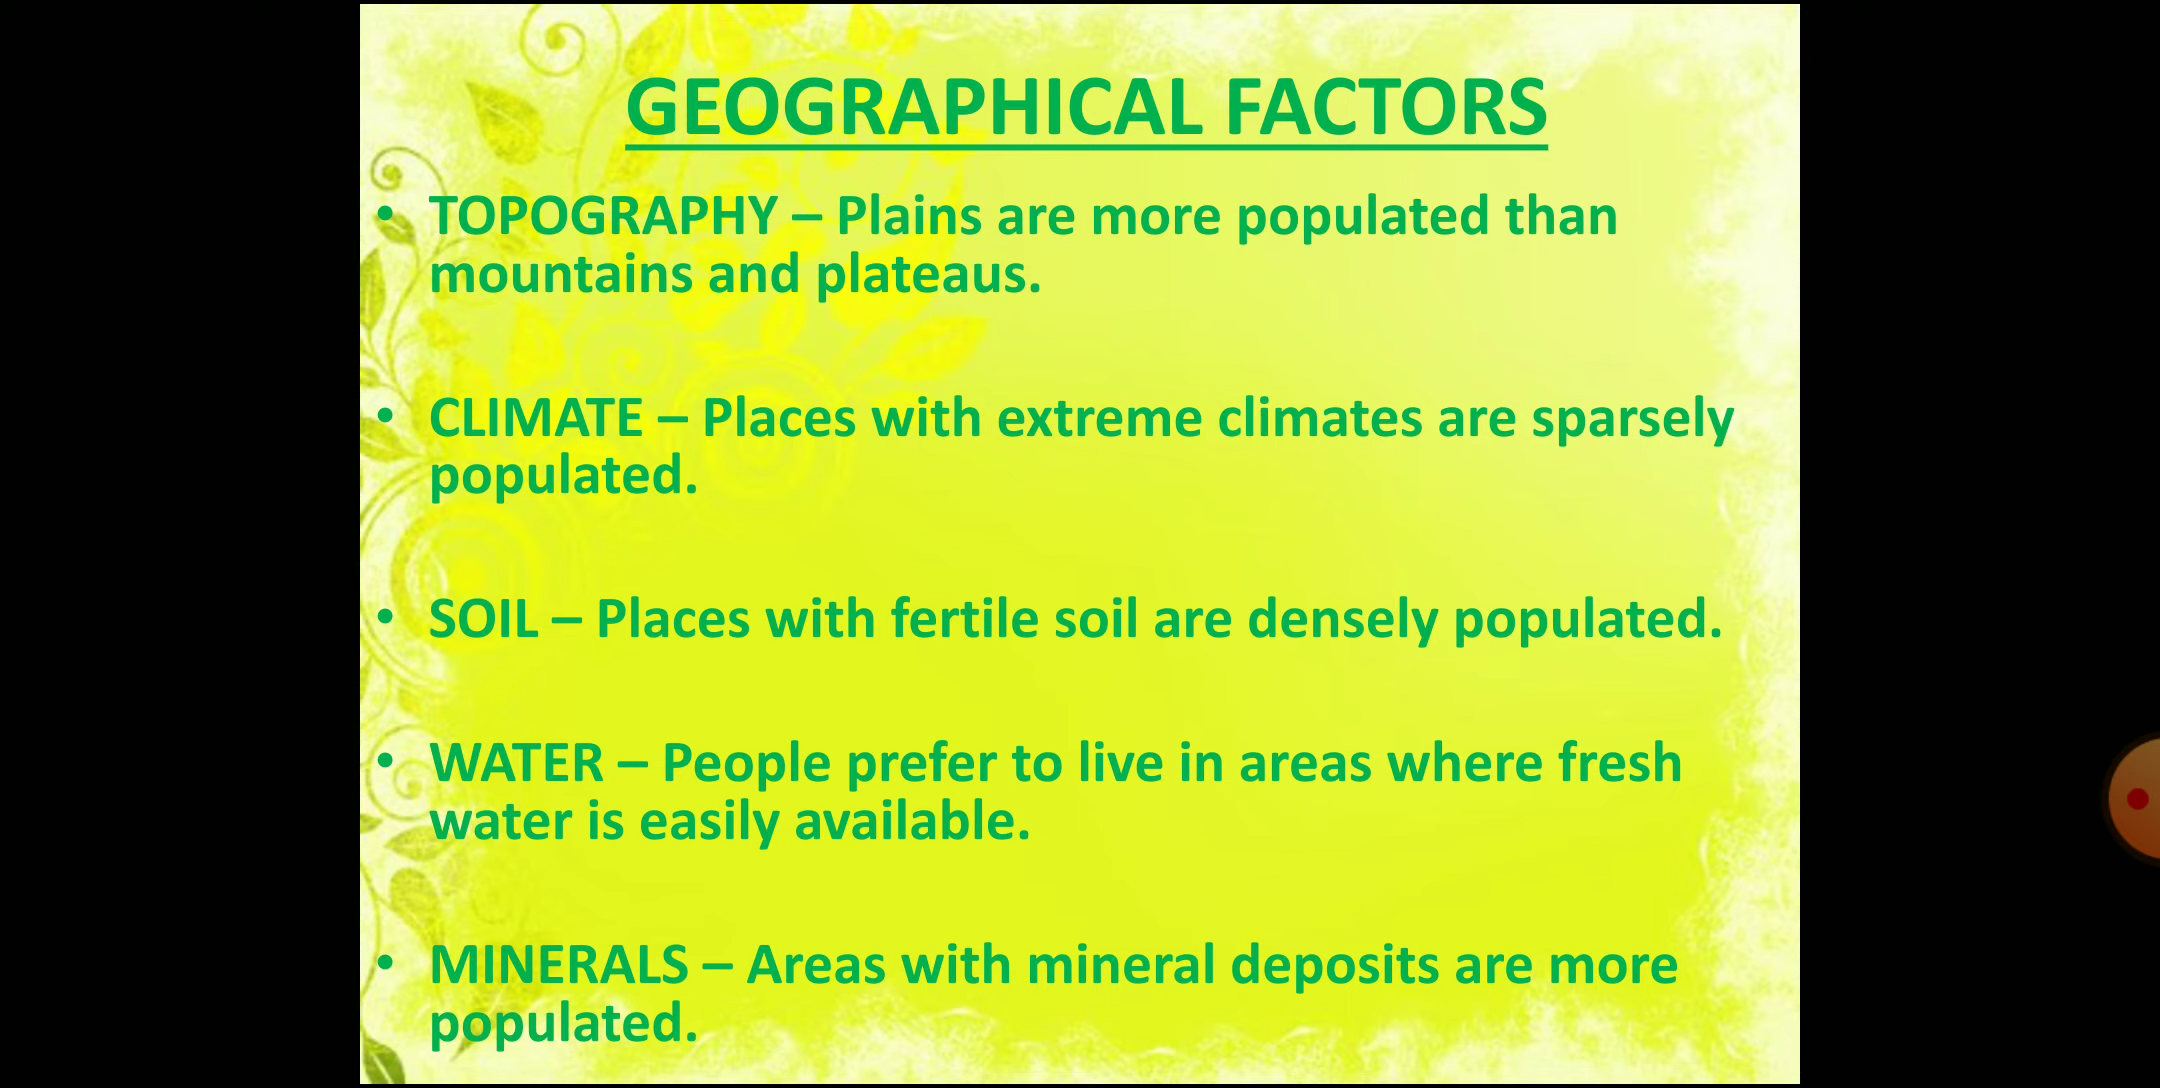 GEOGRAPHICAL FACTORS
• TOPOGRAPHY – Plains are more populated than
mountains and plateaus.
• CLIMATE – Places with extreme climates are sparsely
populated.
• SOIL – Places with fertile soil are densely populated.
• WATER – People prefer to live in areas where fresh
water is easily available.
• MINERALS – Areas with mineral deposits are more
populated.